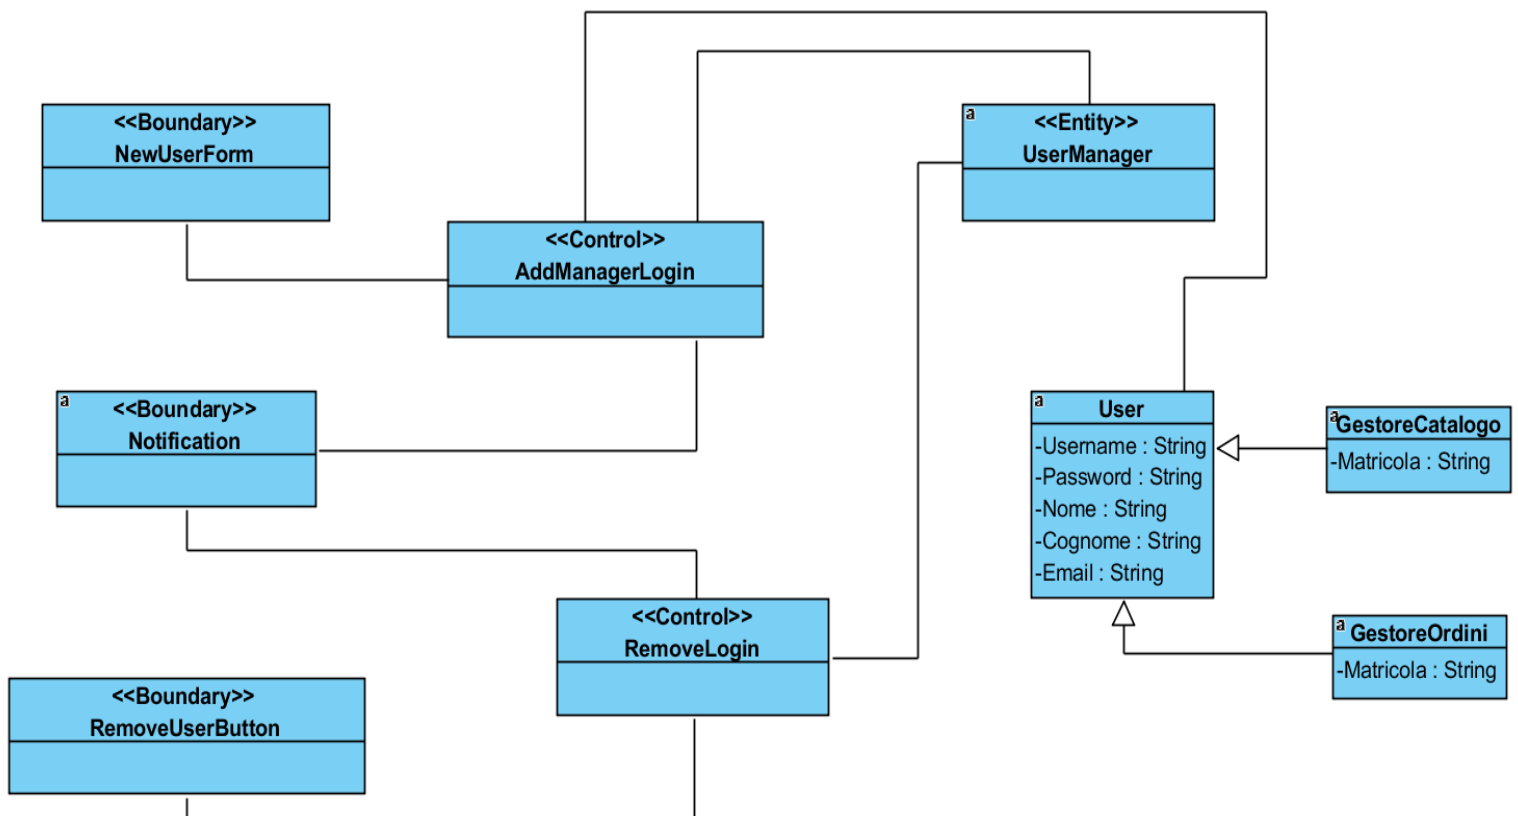 <<Boundary>>
NewUserForm
a
<<Entity>>
UserManager
<<Control>>
AddManagerLogin
a
<<Boundary>>
Notification
a
User
-Username : String
-Password : String
-Nome : String
-Cognome : String
-Email : String
a
GestoreCatalogo
-Matricola : String
<<Control>>
RemoveLogin
a
GestoreOrdini
-Matricola : String
<<Boundary>>
RemoveUserButton